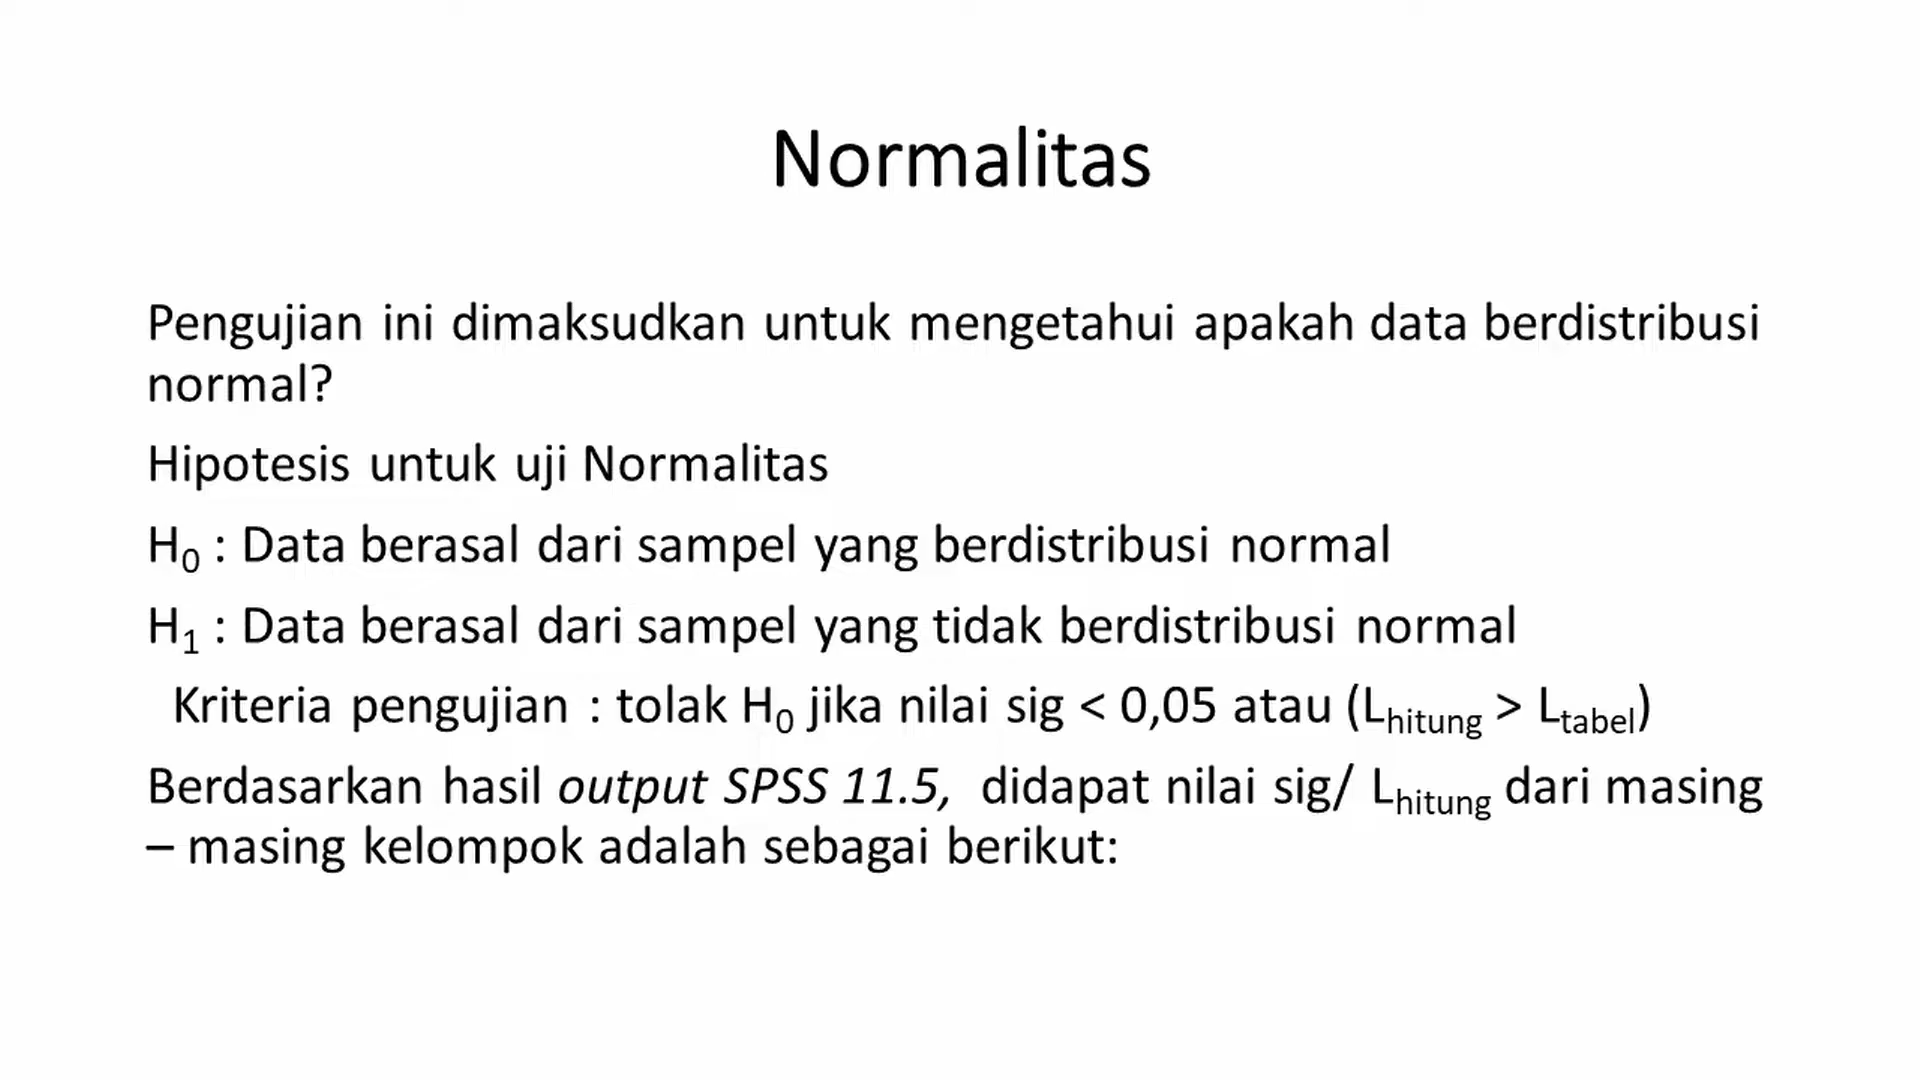 Normalitas
Pengujian ini dimaksudkan untuk mengetahui apakah data berdistribusi
normal?
Hipotesis untuk uji Normalitas
H₀ : Data berasal dari sampel yang berdistribusi normal
H₁ : Data berasal dari sampel yang tidak berdistribusi normal
Kriteria pengujian : tolak H₀ jika nilai sig < 0,05 atau (Lhitung > Ltabel)
Berdasarkan hasil output SPSS 11.5, didapat nilai sig/ Lhitung dari masing
– masing kelompok adalah sebagai berikut: